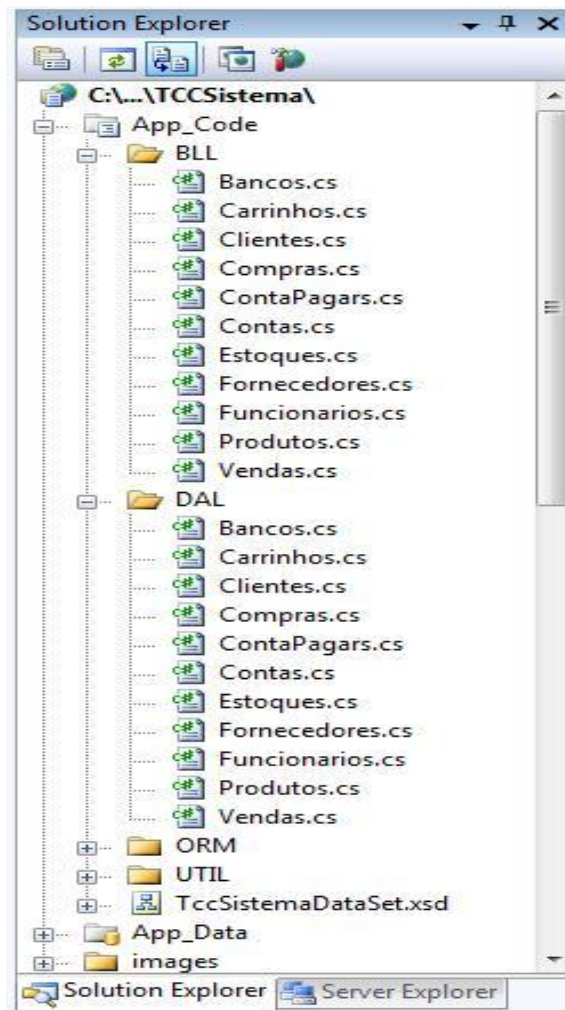 Solution Explorer
C:\...\TCCSistema\
App_Code
BLL
Bancos.cs
Carrinhos.cs
Clientes.cs
Compras.cs
ContaPagars.cs
Contas.cs
Estoques.cs
Fornecedores.cs
Funcionarios.cs
Produtos.cs
Vendas.cs
DAL
Bancos.cs
Carrinhos.cs
Clientes.cs
Compras.cs
ContaPagars.cs
Contas.cs
Estoques.cs
Fornecedores.cs
Funcionarios.cs
Produtos.cs
Vendas.cs
ORM
UTIL
TccSistemaDataSet.xsd
App_Data
images
Solution Explorer Server Explorer